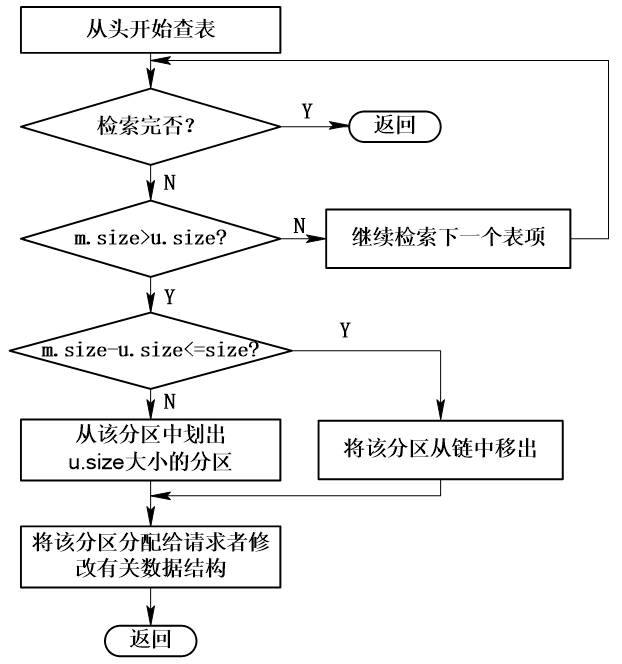 从头开始查表
检索完否？
Y
返回
N
m.size>u.size?
N
继续检索下一个表项
Y
m.size-u.size<=size?
Y
N
从该分区中划出
u.size大小的分区
将该分区从链中移出
将该分区分配给请求者修
改有关数据结构
返回